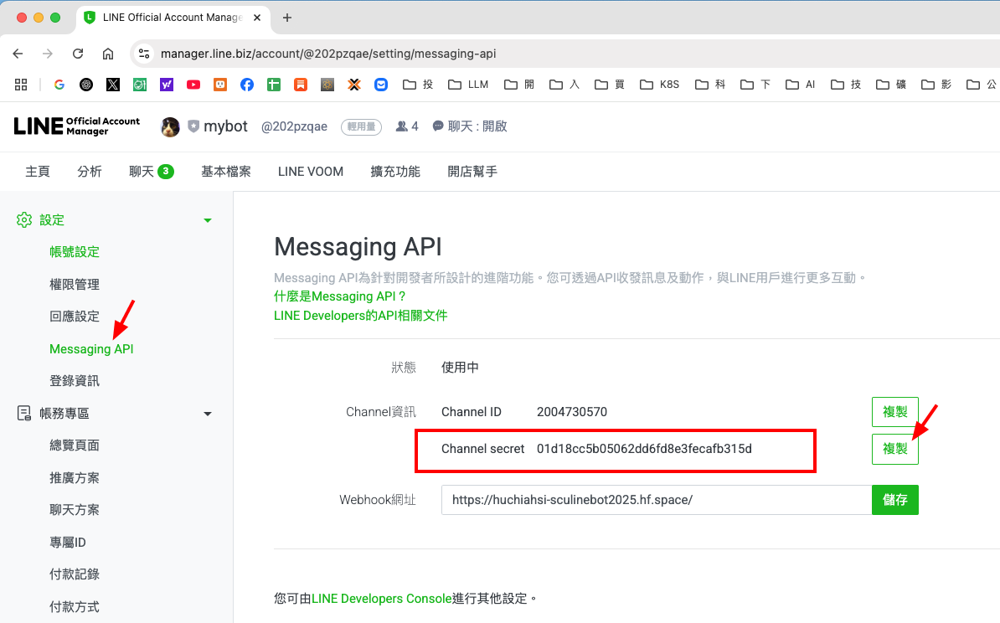 LINE Official Account Manage
manager.line.biz/account/@202pzqae/setting/messaging-api
投 LLM 開 入 買 K8S 科 下 AI 技 礦 影 公
LINE Official Account Manager
mybot @202pzqae 輕用量 4 聊天 : 開啟
主頁 分析 聊天 3 基本檔案 LINE VOOM 擴充功能 開店幫手
設定
帳號設定
權限管理
回應設定
Messaging API
登錄資訊
帳務專區
總覽頁面
推廣方案
聊天方案
專屬ID
付款記錄
付款方式
Messaging API
Messaging API為針對開發者所設計的進階功能。您可透過API收發訊息及動作，與LINE用戶進行更多互動。
什麼是Messaging API？
LINE Developers的API相關文件
狀態 使用中
Channel資訊 Channel ID 2004730570 複製
Channel secret 01d18cc5b05062dd6fd8e3fecafb315d 複製
Webhook網址 https://huchiahsi-sculinebot2025.hf.space/ 儲存
您可由LINE Developers Console進行其他設定。